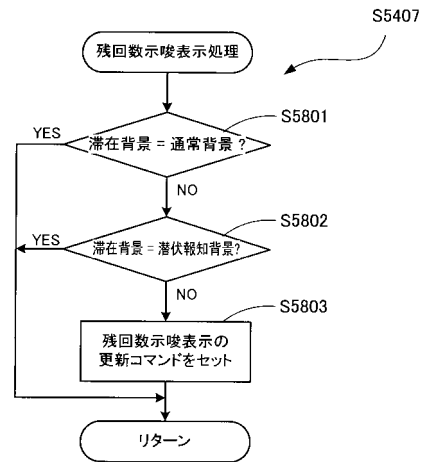 S5407
残回数示唆表示処理
S5801
YES
滞在背景 = 通常背景 ?
NO
S5802
YES
滞在背景 = 潜伏報知背景?
NO
S5803
残回数示唆表示の
更新コマンドをセット
リターン